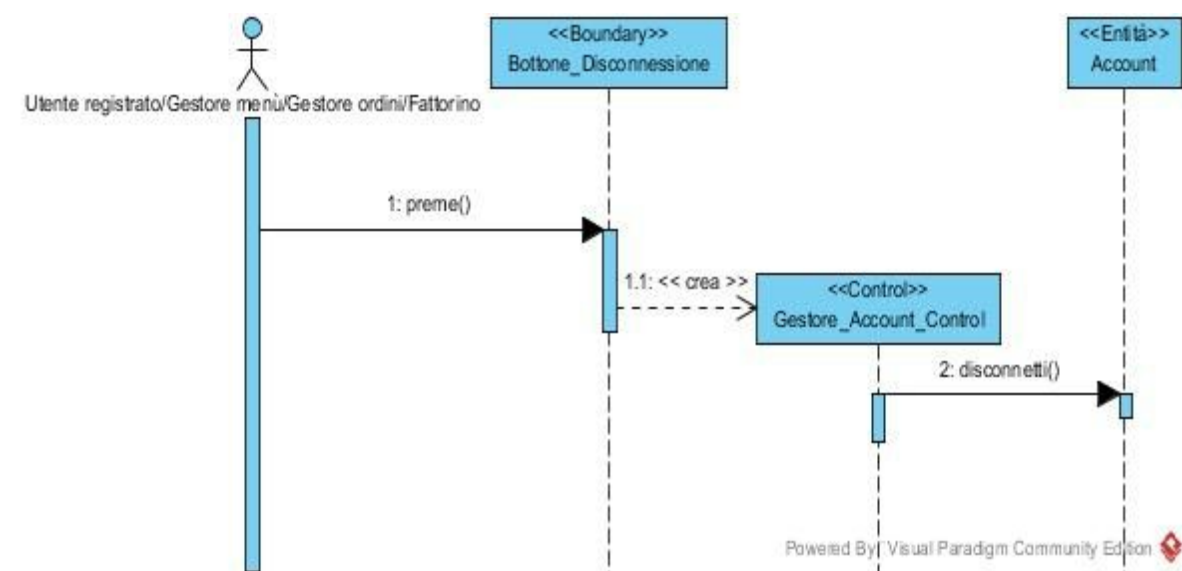 <<Boundary>>
Bottone_Disconnessione
<<Entità>>
Account
Utente registrato/Gestore menù/Gestore ordini/Fattorino
1: preme()
1.1: << crea >>
<<Control>>
Gestore_Account_Control
2: disconnetti()
Powered By Visual Paradigm Community Edition